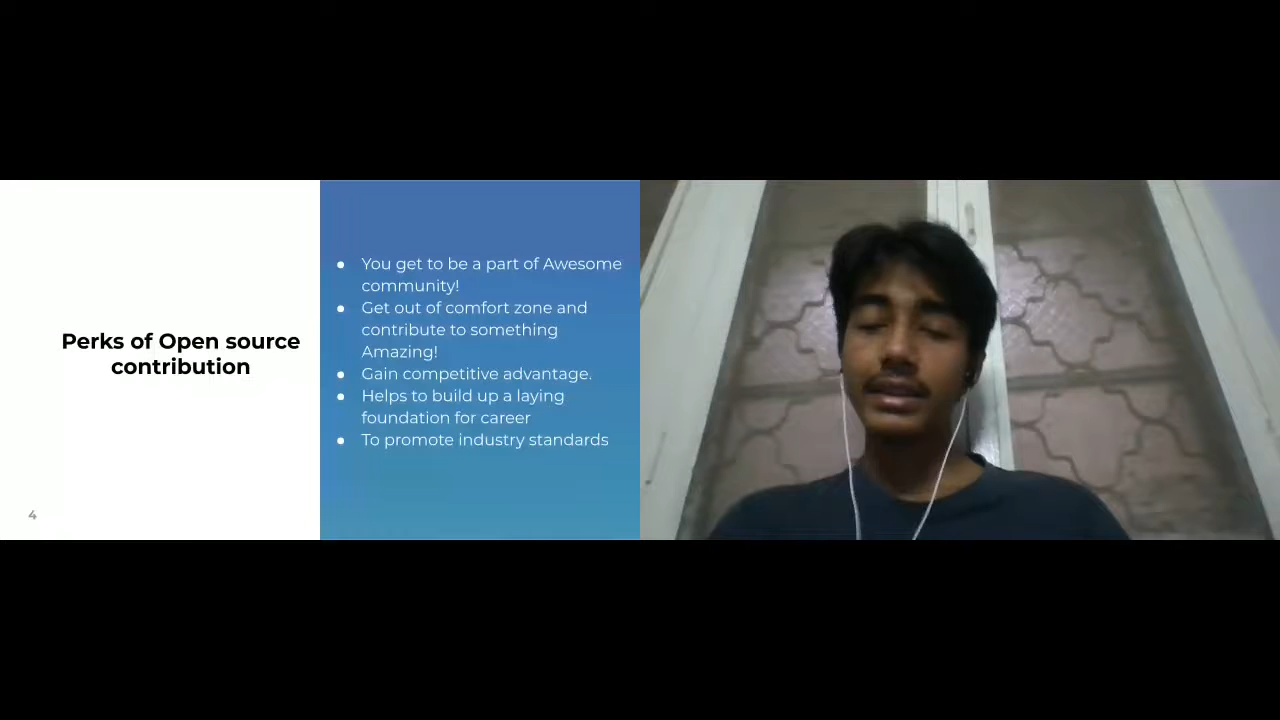 Perks of Open source
contribution
● You get to be a part of Awesome
community!
● Get out of comfort zone and
contribute to something
Amazing!
● Gain competitive advantage.
● Helps to build up a laying
foundation for career
● To promote industry standards
4